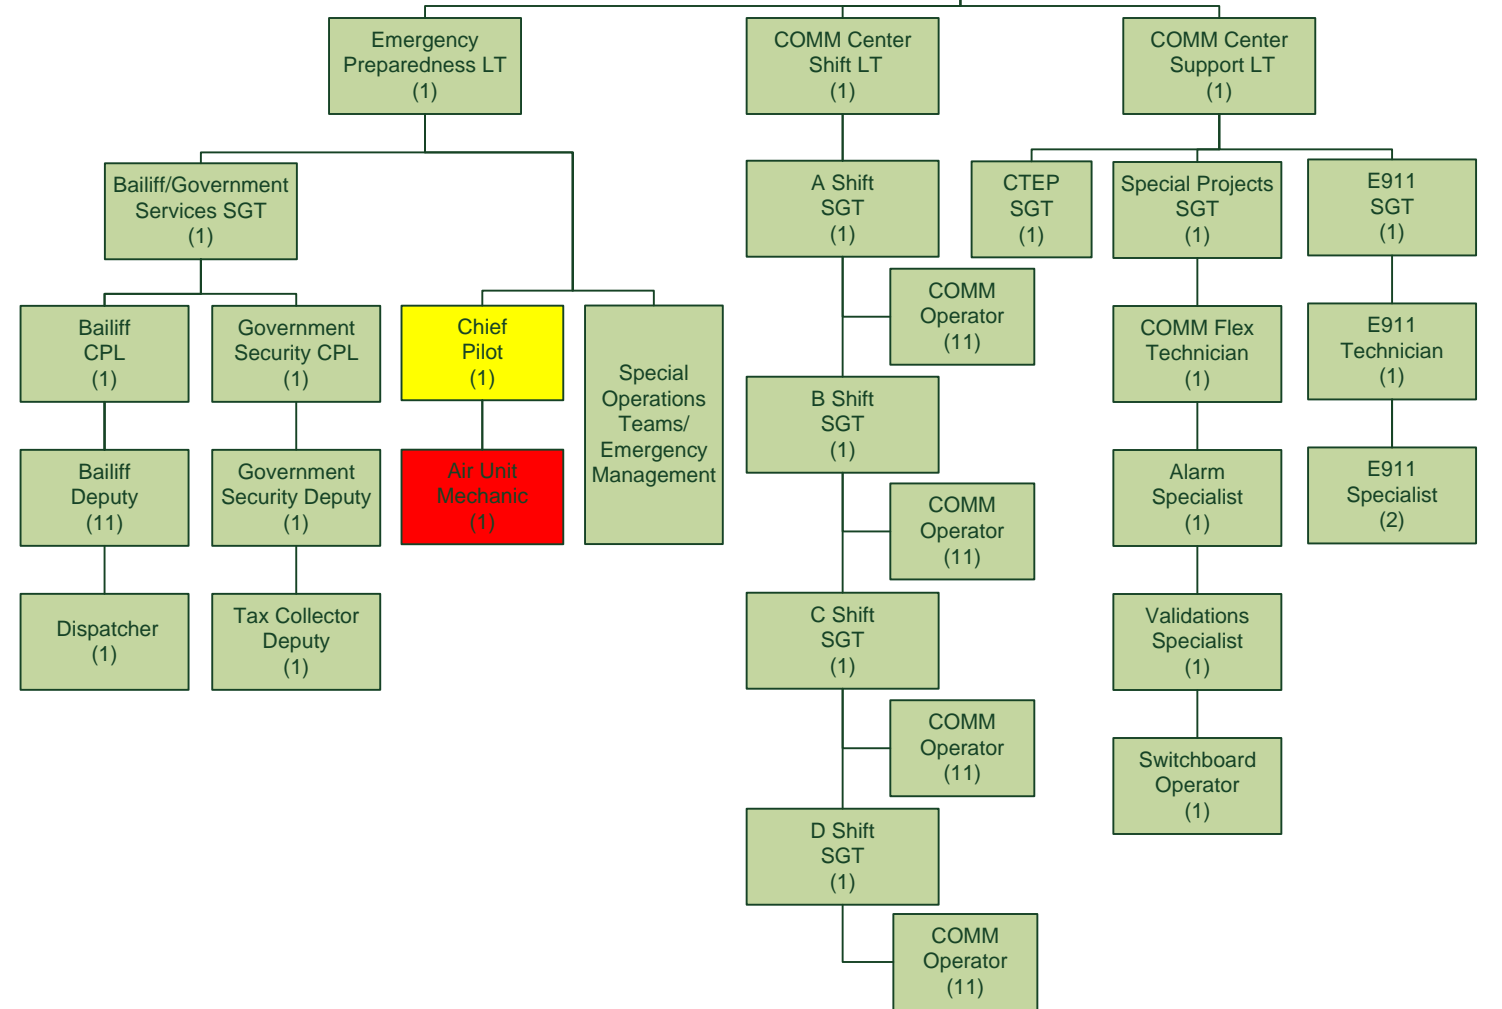 Emergency
Preparedness LT
(1)
COMM Center
Shift LT
(1)
COMM Center
Support LT
(1)
Bailiff/Government
Services SGT
(1)
A Shift
SGT
(1)
CTEP
SGT
(1)
Special Projects
SGT
(1)
E911
SGT
(1)
COMM
Operator
(11)
Bailiff
CPL
(1)
Government
Security CPL
(1)
Chief
Pilot
(1)
Special
Operations
Teams/
Emergency
Management
COMM Flex
Technician
(1)
E911
Technician
(1)
B Shift
SGT
(1)
Bailiff
Deputy
(11)
Government
Security Deputy
(1)
Air Unit
Mechanic
(1)
Alarm
Specialist
(1)
E911
Specialist
(2)
COMM
Operator
(11)
Dispatcher
(1)
Tax Collector
Deputy
(1)
C Shift
SGT
(1)
Validations
Specialist
(1)
COMM
Operator
(11)
Switchboard
Operator
(1)
D Shift
SGT
(1)
COMM
Operator
(11)